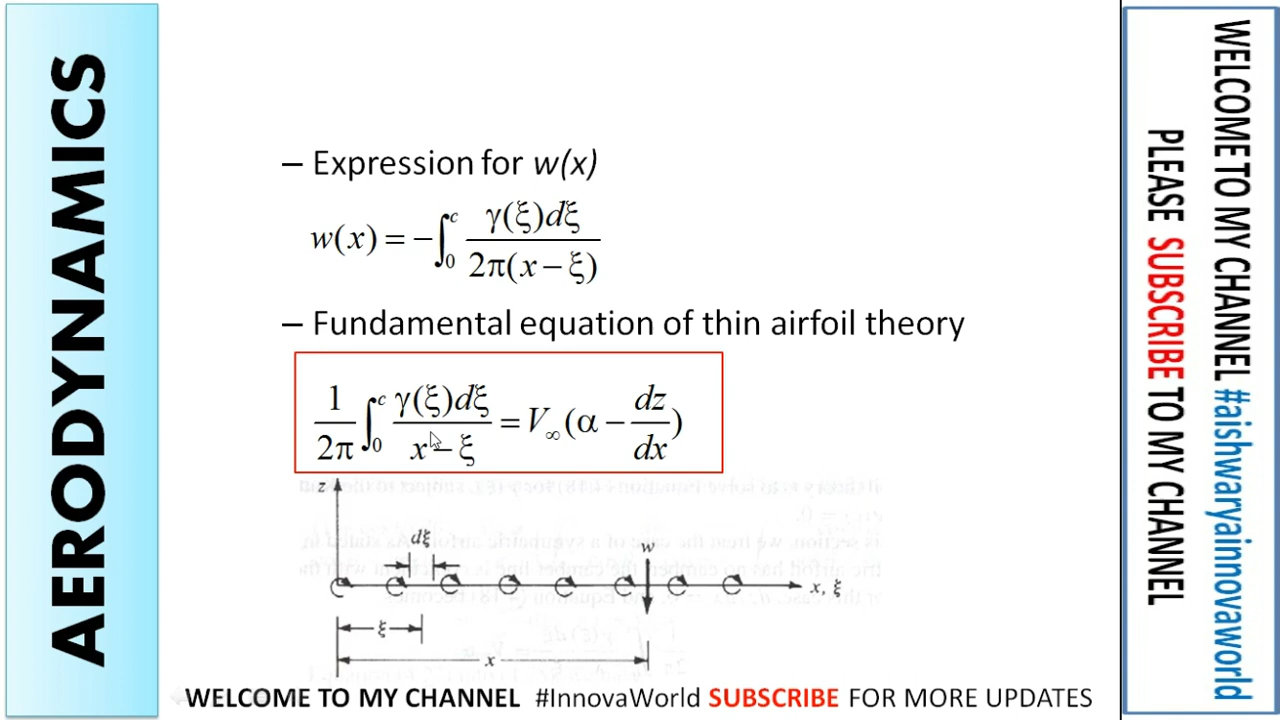 AERODYNAMICS
– Expression for w(x)
w(x) = −∫₀ᶜ γ(ξ)dξ / 2π(x − ξ)
– Fundamental equation of thin airfoil theory
1/2π ∫₀ᶜ γ(ξ)dξ / x − ξ = V∞(α − dz/dx)
z
dξ
w
x, ξ
ξ
x
WELCOME TO MY CHANNEL #InnovaWorld SUBSCRIBE FOR MORE UPDATES
WELCOME TO MY CHANNEL #aishwaryainnovaworld
PLEASE SUBSCRIBE TO MY CHANNEL